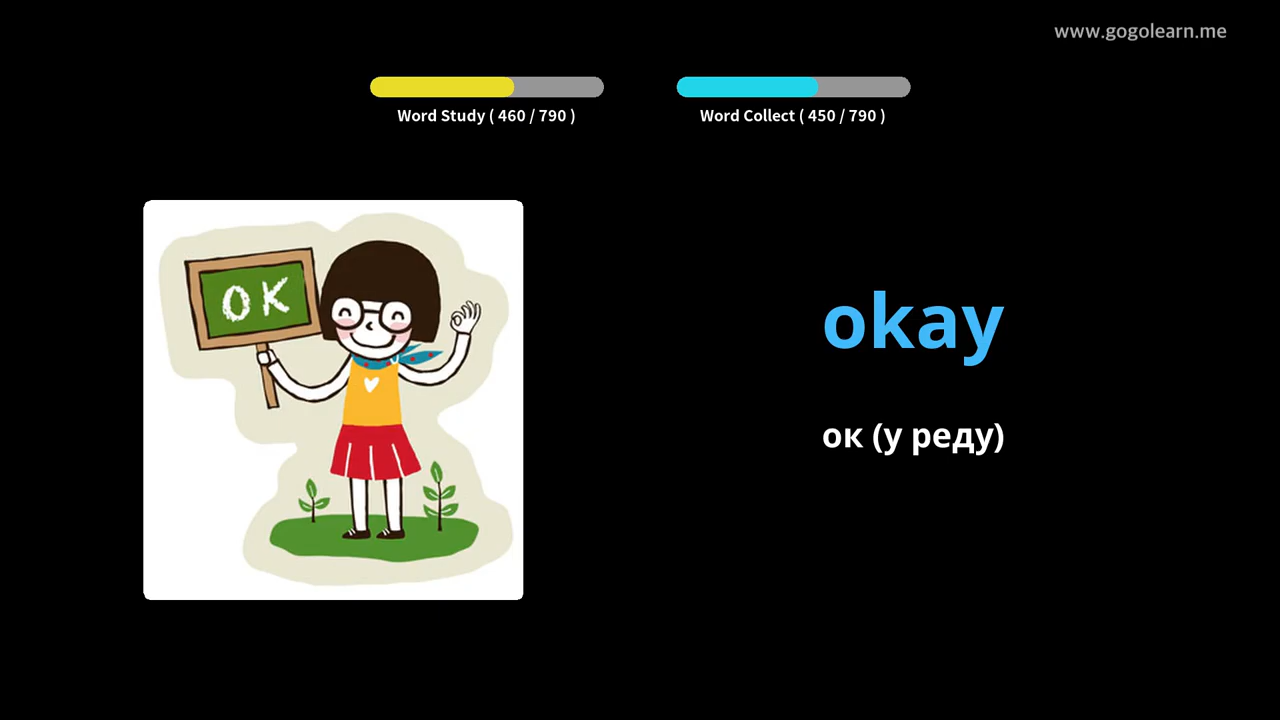 www.gogolearn.me
Word Study ( 460 / 790 )
Word Collect ( 450 / 790 )
OK
okay
ок (у реду)